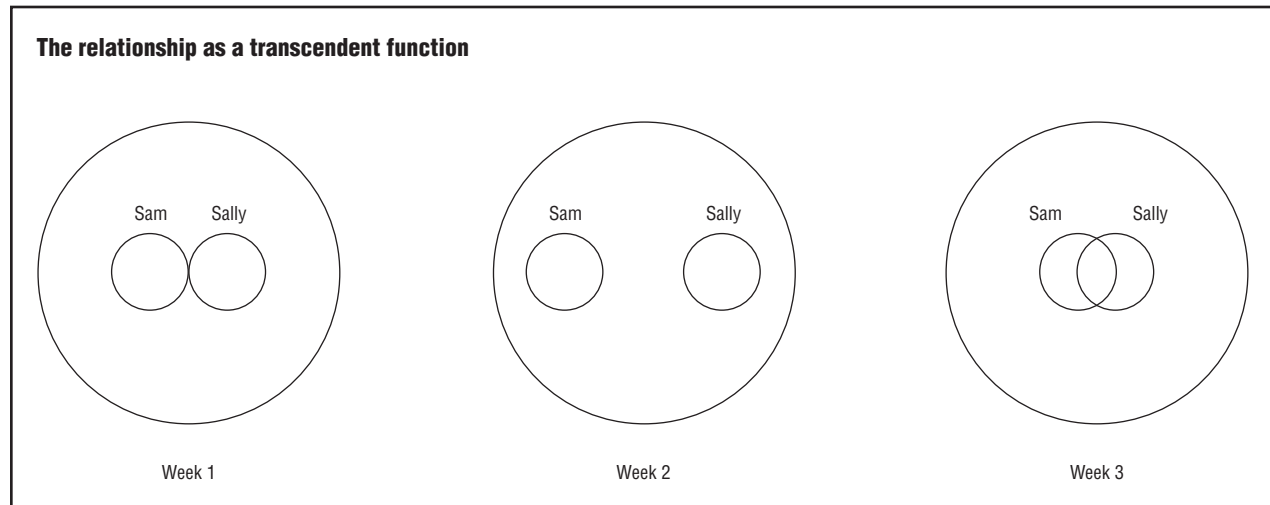 The relationship as a transcendent function
Sam Sally
Sam Sally
Sam Sally
Week 1
Week 2
Week 3